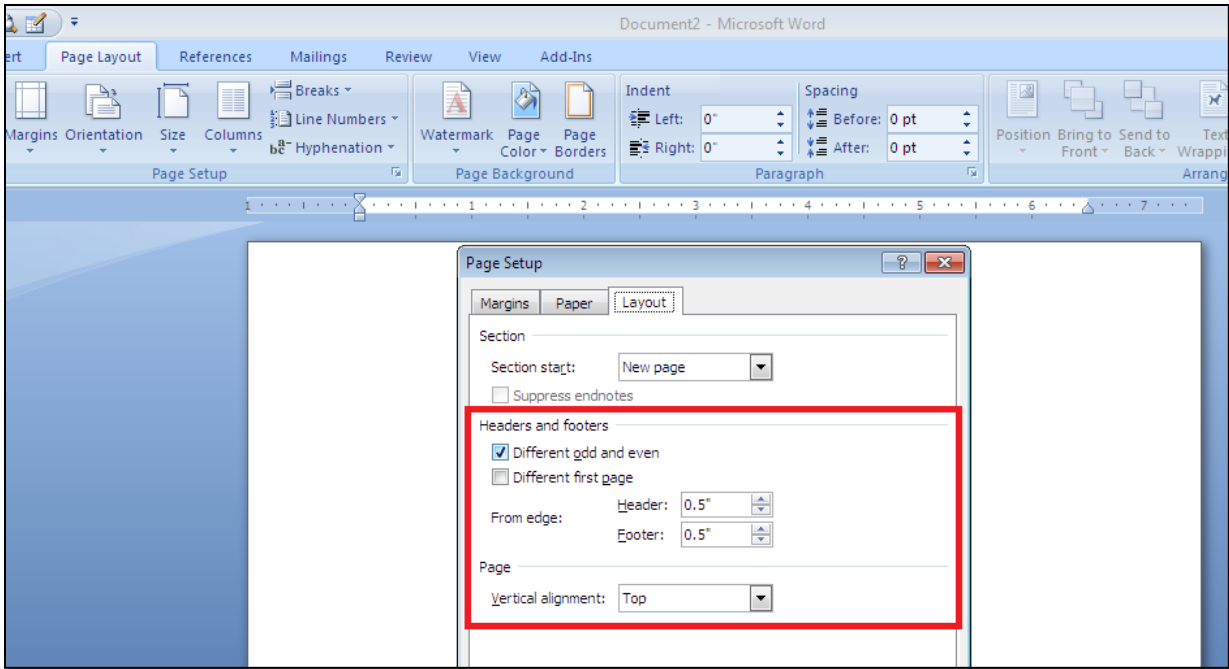 Document2 - Microsoft Word
ert Page Layout References Mailings Review View Add-Ins
Margins Orientation Size Columns
Breaks
Line Numbers
Hyphenation
Page Setup
Watermark Page Color Page Borders
Page Background
Indent
Left: 0"
Right: 0"
Spacing
Before: 0 pt
After: 0 pt
Paragraph
Position Bring to Front Send to Back Text Wrappi
Arrang
1 1 2 3 4 5 6 7
Page Setup
Margins Paper Layout
Section
Section start: New page
Suppress endnotes
Headers and footers
Different odd and even
Different first page
From edge:
Header: 0.5"
Footer: 0.5"
Page
Vertical alignment: Top